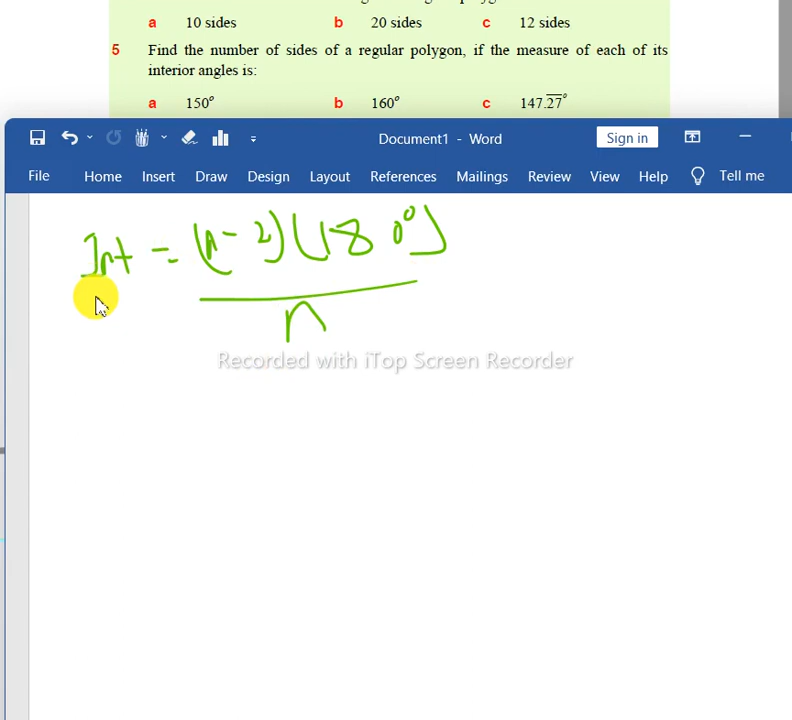 a 10 sides b 20 sides c 12 sides
5 Find the number of sides of a regular polygon, if the measure of each of its
interior angles is:
a 150° b 160° c 147.2̅7̅°
Document1 - Word Sign in
File Home Insert Draw Design Layout References Mailings Review View Help Tell me
Int = (n-2)(180°)
n
Recorded with iTop Screen Recorder